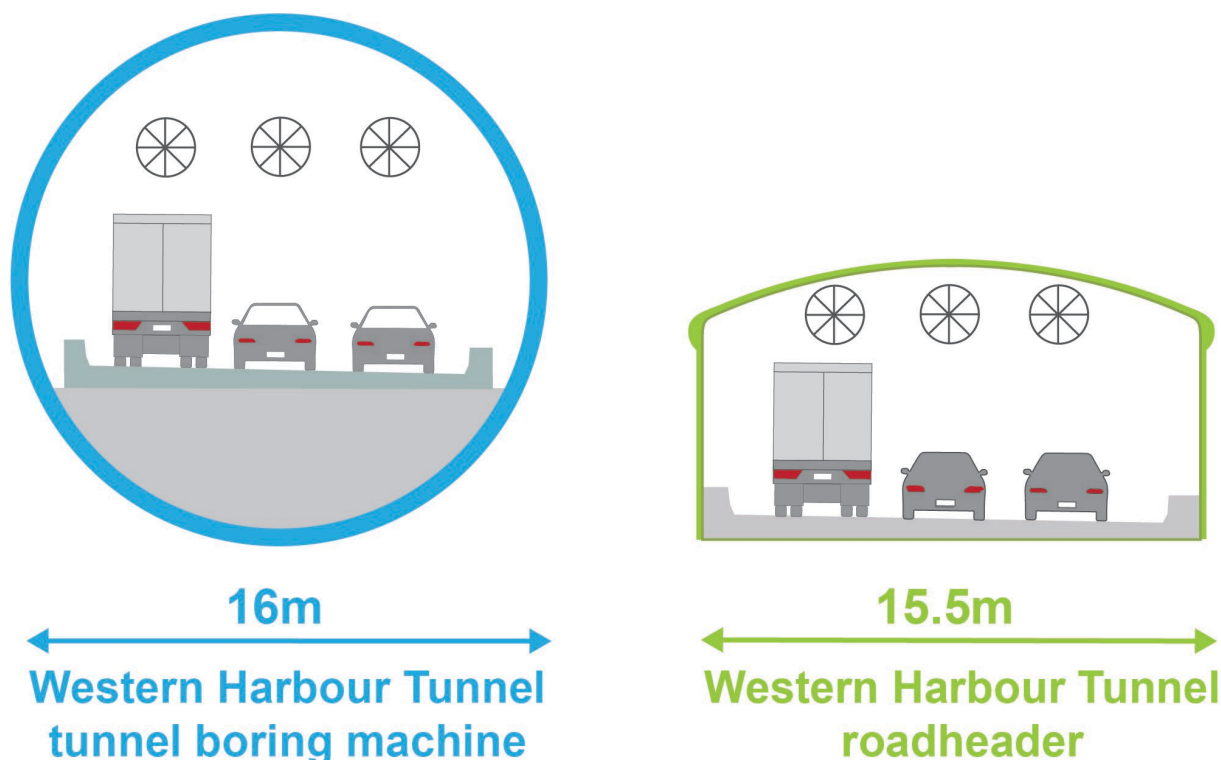 16m
Western Harbour Tunnel
tunnel boring machine
15.5m
Western Harbour Tunnel
roadheader